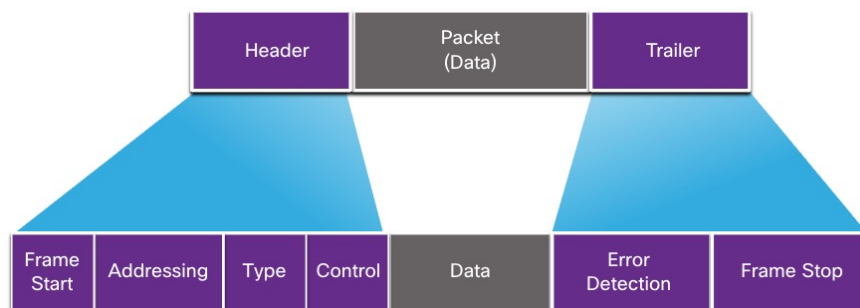 Header
Packet
(Data)
Trailer
Frame
Start
Addressing
Type
Control
Data
Error
Detection
Frame Stop